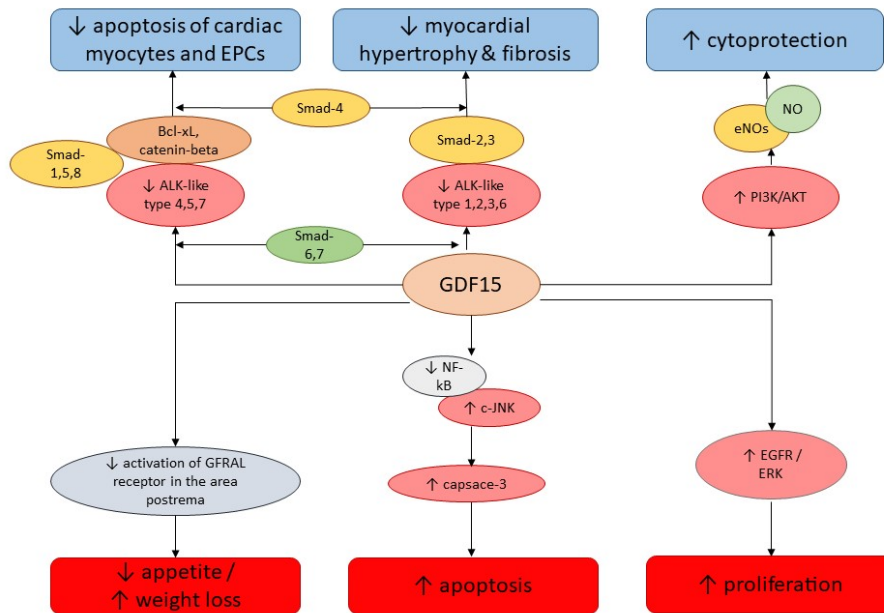 ↓ apoptosis of cardiac
myocytes and EPCs
↓ myocardial
hypertrophy & fibrosis
↑ cytoprotection
Smad-4
NO
eNOs
Bcl-xL,
catenin-beta
Smad-
1,5,8
Smad-2,3
↓ ALK-like
type 4,5,7
↓ ALK-like
type 1,2,3,6
↑ PI3K/AKT
Smad-
6,7
GDF15
↓ NF-
kB
↑ c-JNK
↓ activation of GFRAL
receptor in the area
postrema
↑ capsace-3
↑ EGFR /
ERK
↓ appetite /
↑ weight loss
↑ apoptosis
↑ proliferation